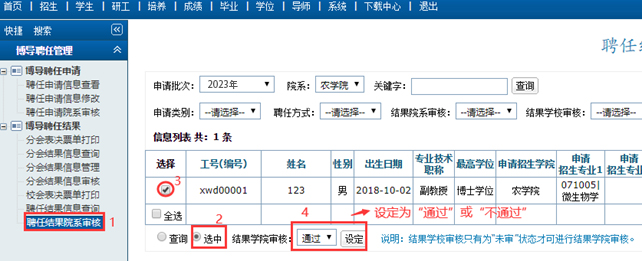 首页 | 招生 | 学生 | 研工 | 培养 | 成绩 | 毕业 | 学位 | 导师 | 系统 | 下载中心 | 退出
快捷 搜索
博导聘任管理
博导聘任申请
聘任申请信息查看
聘任申请信息修改
聘任申请院系审核
博导聘任结果
分会表决票单打印
分会结果信息查询
分会结果信息管理
分会结果信息审核
校会表决票单打印
聘任结果信息查询
聘任结果院系审核 1
聘任结
申请批次: 2023年 院系: 农学院 关键字: 查询
申请类别: --请选择-- 聘任方式: --请选择-- 结果院系审核: --请选择-- 结果学校审核: --请选择--
信息列表 共: 1 条
选择 工号(编号) 姓名 性别 出生日期 专业技术职称 最高学位 申请招生学院 申请招生专业1 申请招生专业
3 xwd00001 123 男 2018-10-02 副教授 博士学位 农学院 071005|微生物学
全选 2 4 设定为“通过”或“不通过”
查询 选中 结果学院审核: 通过 设定 说明: 结果学校审核只有为"未审"状态才可进行结果学院审核。